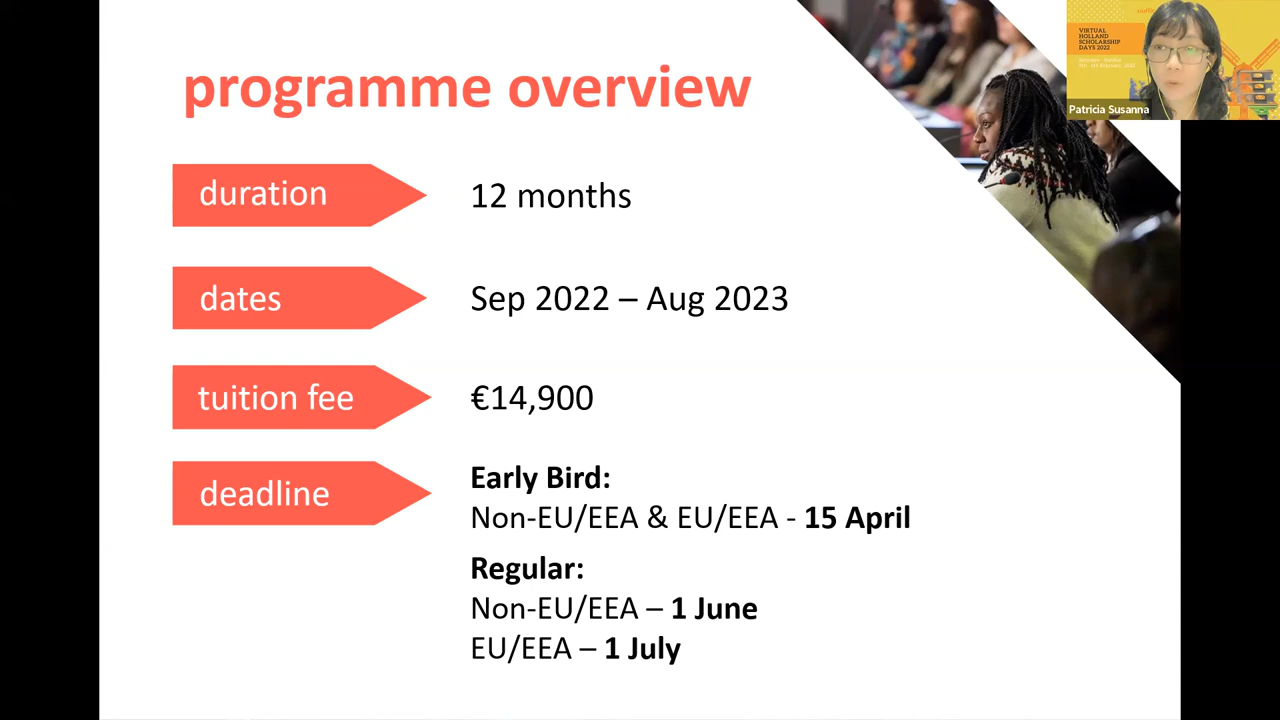 programme overview
duration
12 months
dates
Sep 2022 – Aug 2023
tuition fee
€14,900
deadline
Early Bird:
Non-EU/EEA & EU/EEA - 15 April
Regular:
Non-EU/EEA – 1 June
EU/EEA – 1 July
VIRTUAL
HOLLAND
SCHOLARSHIP
DAYS 2022
Patricia Susanna